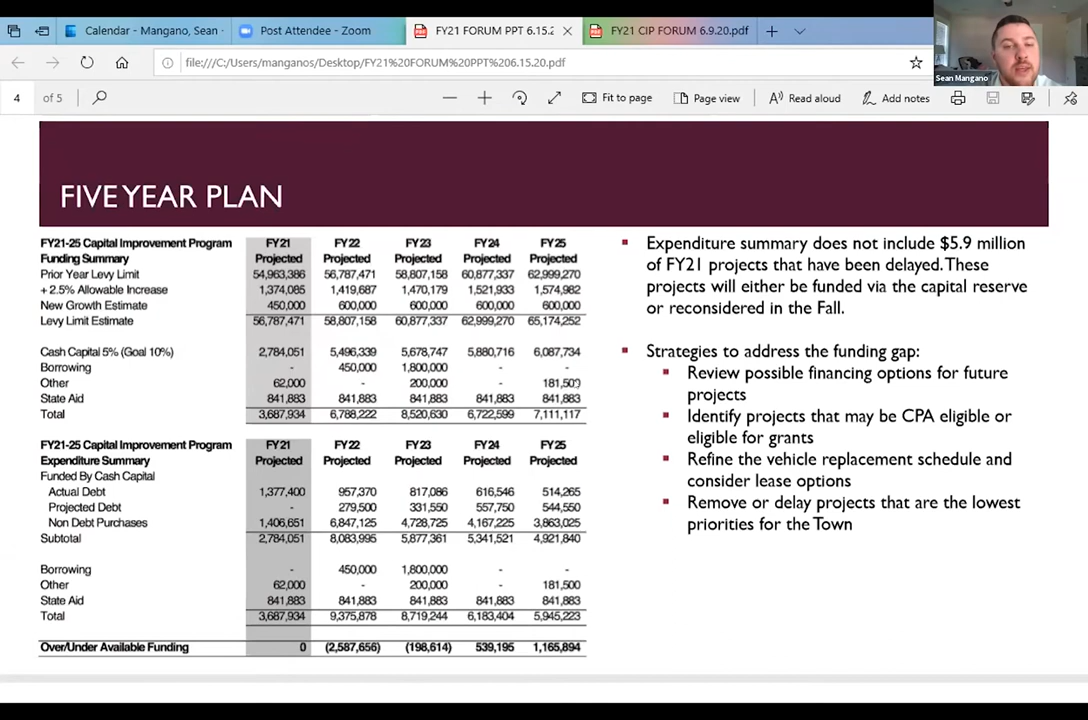 Calendar - Mangano, Sean -
Post Attendee - Zoom
FY21 FORUM PPT 6.15.2
FY21 CIP FORUM 6.9.20.pdf
file:///C:/Users/manganos/Desktop/FY21%20FORUM%20PPT%206.15.20.pdf
Sean Mangano
4 of 5
Fit to page
Page view
Read aloud
Add notes
FIVE YEAR PLAN
FY21-25 Capital Improvement Program FY21 FY22 FY23 FY24 FY25
Funding Summary Projected Projected Projected Projected Projected
Prior Year Levy Limit 54,963,386 56,787,471 58,807,158 60,877,337 62,999,270
+ 2.5% Allowable Increase 1,374,085 1,419,687 1,470,179 1,521,933 1,574,982
New Growth Estimate 450,000 600,000 600,000 600,000 600,000
Levy Limit Estimate 56,787,471 58,807,158 60,877,337 62,999,270 65,174,252
Cash Capital 5% (Goal 10%) 2,784,051 5,496,339 5,678,747 5,880,716 6,087,734
Borrowing - 450,000 1,800,000 - -
Other 62,000 - 200,000 - 181,500
State Aid 841,883 841,883 841,883 841,883 841,883
Total 3,687,934 6,788,222 8,520,630 6,722,599 7,111,117
FY21-25 Capital Improvement Program FY21 FY22 FY23 FY24 FY25
Expenditure Summary Projected Projected Projected Projected Projected
Funded By Cash Capital
Actual Debt 1,377,400 957,370 817,086 616,546 514,265
Projected Debt - 279,500 331,550 557,750 544,550
Non Debt Purchases 1,406,651 6,847,125 4,728,725 4,167,225 3,863,025
Subtotal 2,784,051 8,083,995 5,877,361 5,341,521 4,921,840
Borrowing - 450,000 1,800,000 - -
Other 62,000 - 200,000 - 181,500
State Aid 841,883 841,883 841,883 841,883 841,883
Total 3,687,934 9,375,878 8,719,244 6,183,404 5,945,223
Over/Under Available Funding 0 (2,587,656) (198,614) 539,195 1,165,894
Expenditure summary does not include $5.9 million
of FY21 projects that have been delayed. These
projects will either be funded via the capital reserve
or reconsidered in the Fall.
Strategies to address the funding gap:
Review possible financing options for future
projects
Identify projects that may be CPA eligible or
eligible for grants
Refine the vehicle replacement schedule and
consider lease options
Remove or delay projects that are the lowest
priorities for the Town